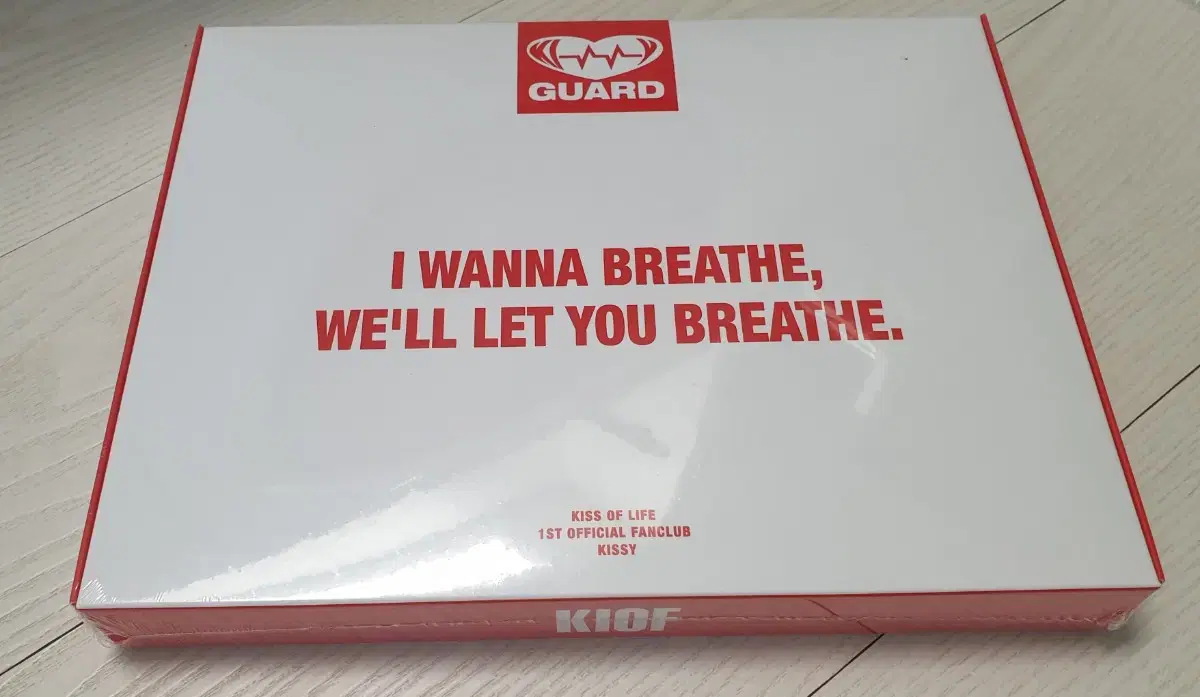 GUARD
I WANNA BREATHE,
WE'LL LET YOU BREATHE.
KISS OF LIFE
1ST OFFICIAL FANCLUB
KISSY
KIOF